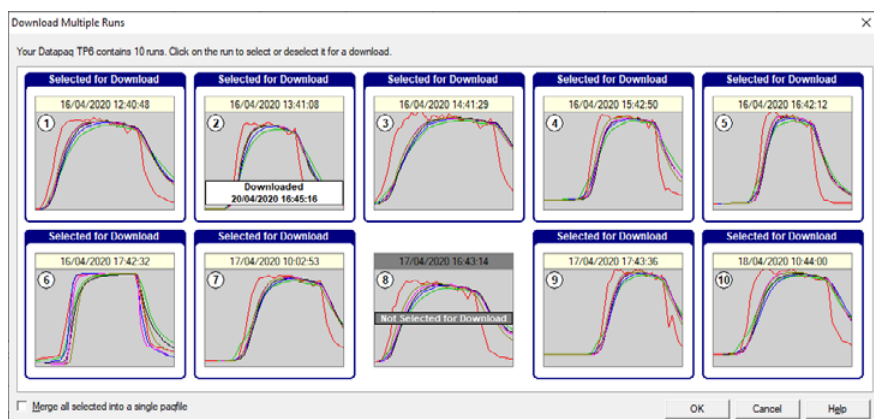 Download Multiple Runs
Your Datapaq TP6 contains 10 runs. Click on the run to select or deselect it for a download.
Selected for Download Selected for Download Selected for Download Selected for Download Selected for Download
16/04/2020 12:40:48 16/04/2020 13:41:08 16/04/2020 14:41:29 16/04/2020 15:42:50 16/04/2020 16:42:12
1 2 3 4 5
Downloaded
20/04/2020 16:45:16
Selected for Download Selected for Download Selected for Download Selected for Download
16/04/2020 17:42:32 17/04/2020 10:02:53 17/04/2020 16:43:14 17/04/2020 17:43:36 18/04/2020 10:44:00
6 7 8 9 10
Not Selected for Download
Merge all selected into a single paqfile
OK Cancel Help